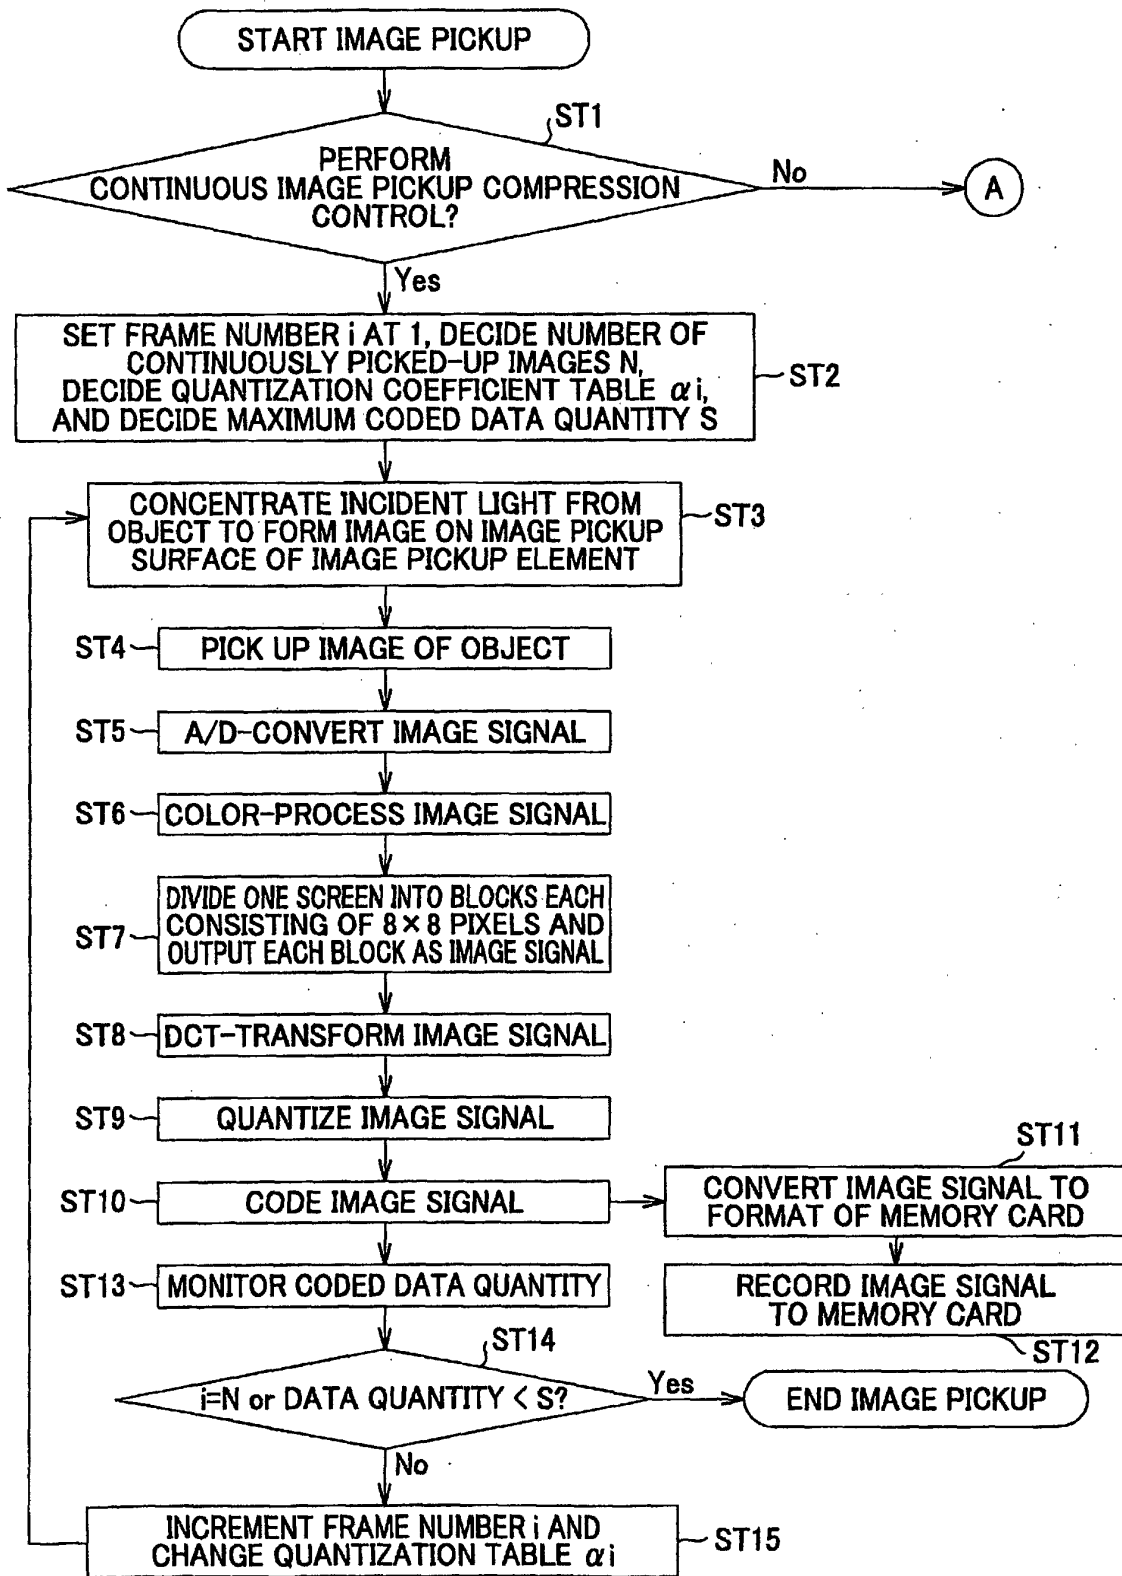 START IMAGE PICKUP
ST1
PERFORM
CONTINUOUS IMAGE PICKUP COMPRESSION
CONTROL?
No
A
Yes
SET FRAME NUMBER i AT 1, DECIDE NUMBER OF
CONTINUOUSLY PICKED-UP IMAGES N,
DECIDE QUANTIZATION COEFFICIENT TABLE αi,
AND DECIDE MAXIMUM CODED DATA QUANTITY S
ST2
CONCENTRATE INCIDENT LIGHT FROM
OBJECT TO FORM IMAGE ON IMAGE PICKUP
SURFACE OF IMAGE PICKUP ELEMENT
ST3
ST4
PICK UP IMAGE OF OBJECT
ST5
A/D-CONVERT IMAGE SIGNAL
ST6
COLOR-PROCESS IMAGE SIGNAL
ST7
DIVIDE ONE SCREEN INTO BLOCKS EACH
CONSISTING OF 8×8 PIXELS AND
OUTPUT EACH BLOCK AS IMAGE SIGNAL
ST8
DCT-TRANSFORM IMAGE SIGNAL
ST9
QUANTIZE IMAGE SIGNAL
ST10
CODE IMAGE SIGNAL
ST11
CONVERT IMAGE SIGNAL TO
FORMAT OF MEMORY CARD
RECORD IMAGE SIGNAL
TO MEMORY CARD
ST12
ST13
MONITOR CODED DATA QUANTITY
ST14
i=N or DATA QUANTITY < S?
Yes
END IMAGE PICKUP
No
INCREMENT FRAME NUMBER i AND
CHANGE QUANTIZATION TABLE αi
ST15